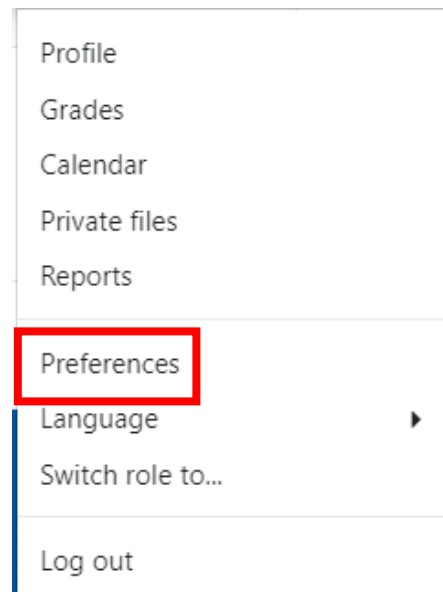 Profile
Grades
Calendar
Private files
Reports
Preferences
Language
Switch role to...
Log out